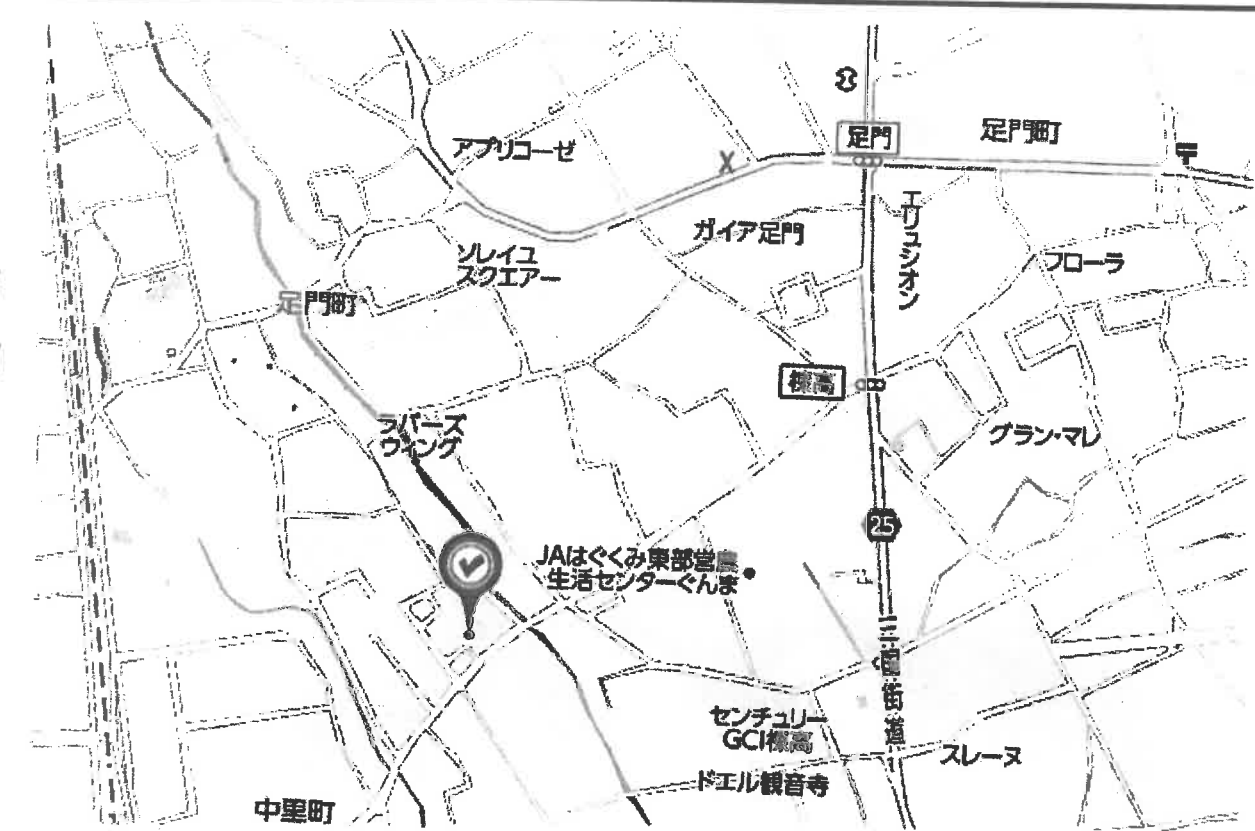 足門
足門町
アプリコーゼ
X
エリュシオン
ガイア足門
ソレイユ
スクエアー
フローラ
足門町
棟高
ラバーズ
ウィング
グラン・マレ
25
JAはぐくみ東部営農
生活センターぐんま
三国街道
センチュリー
GCI棟高
スレーヌ
ドエル観音寺
中里町